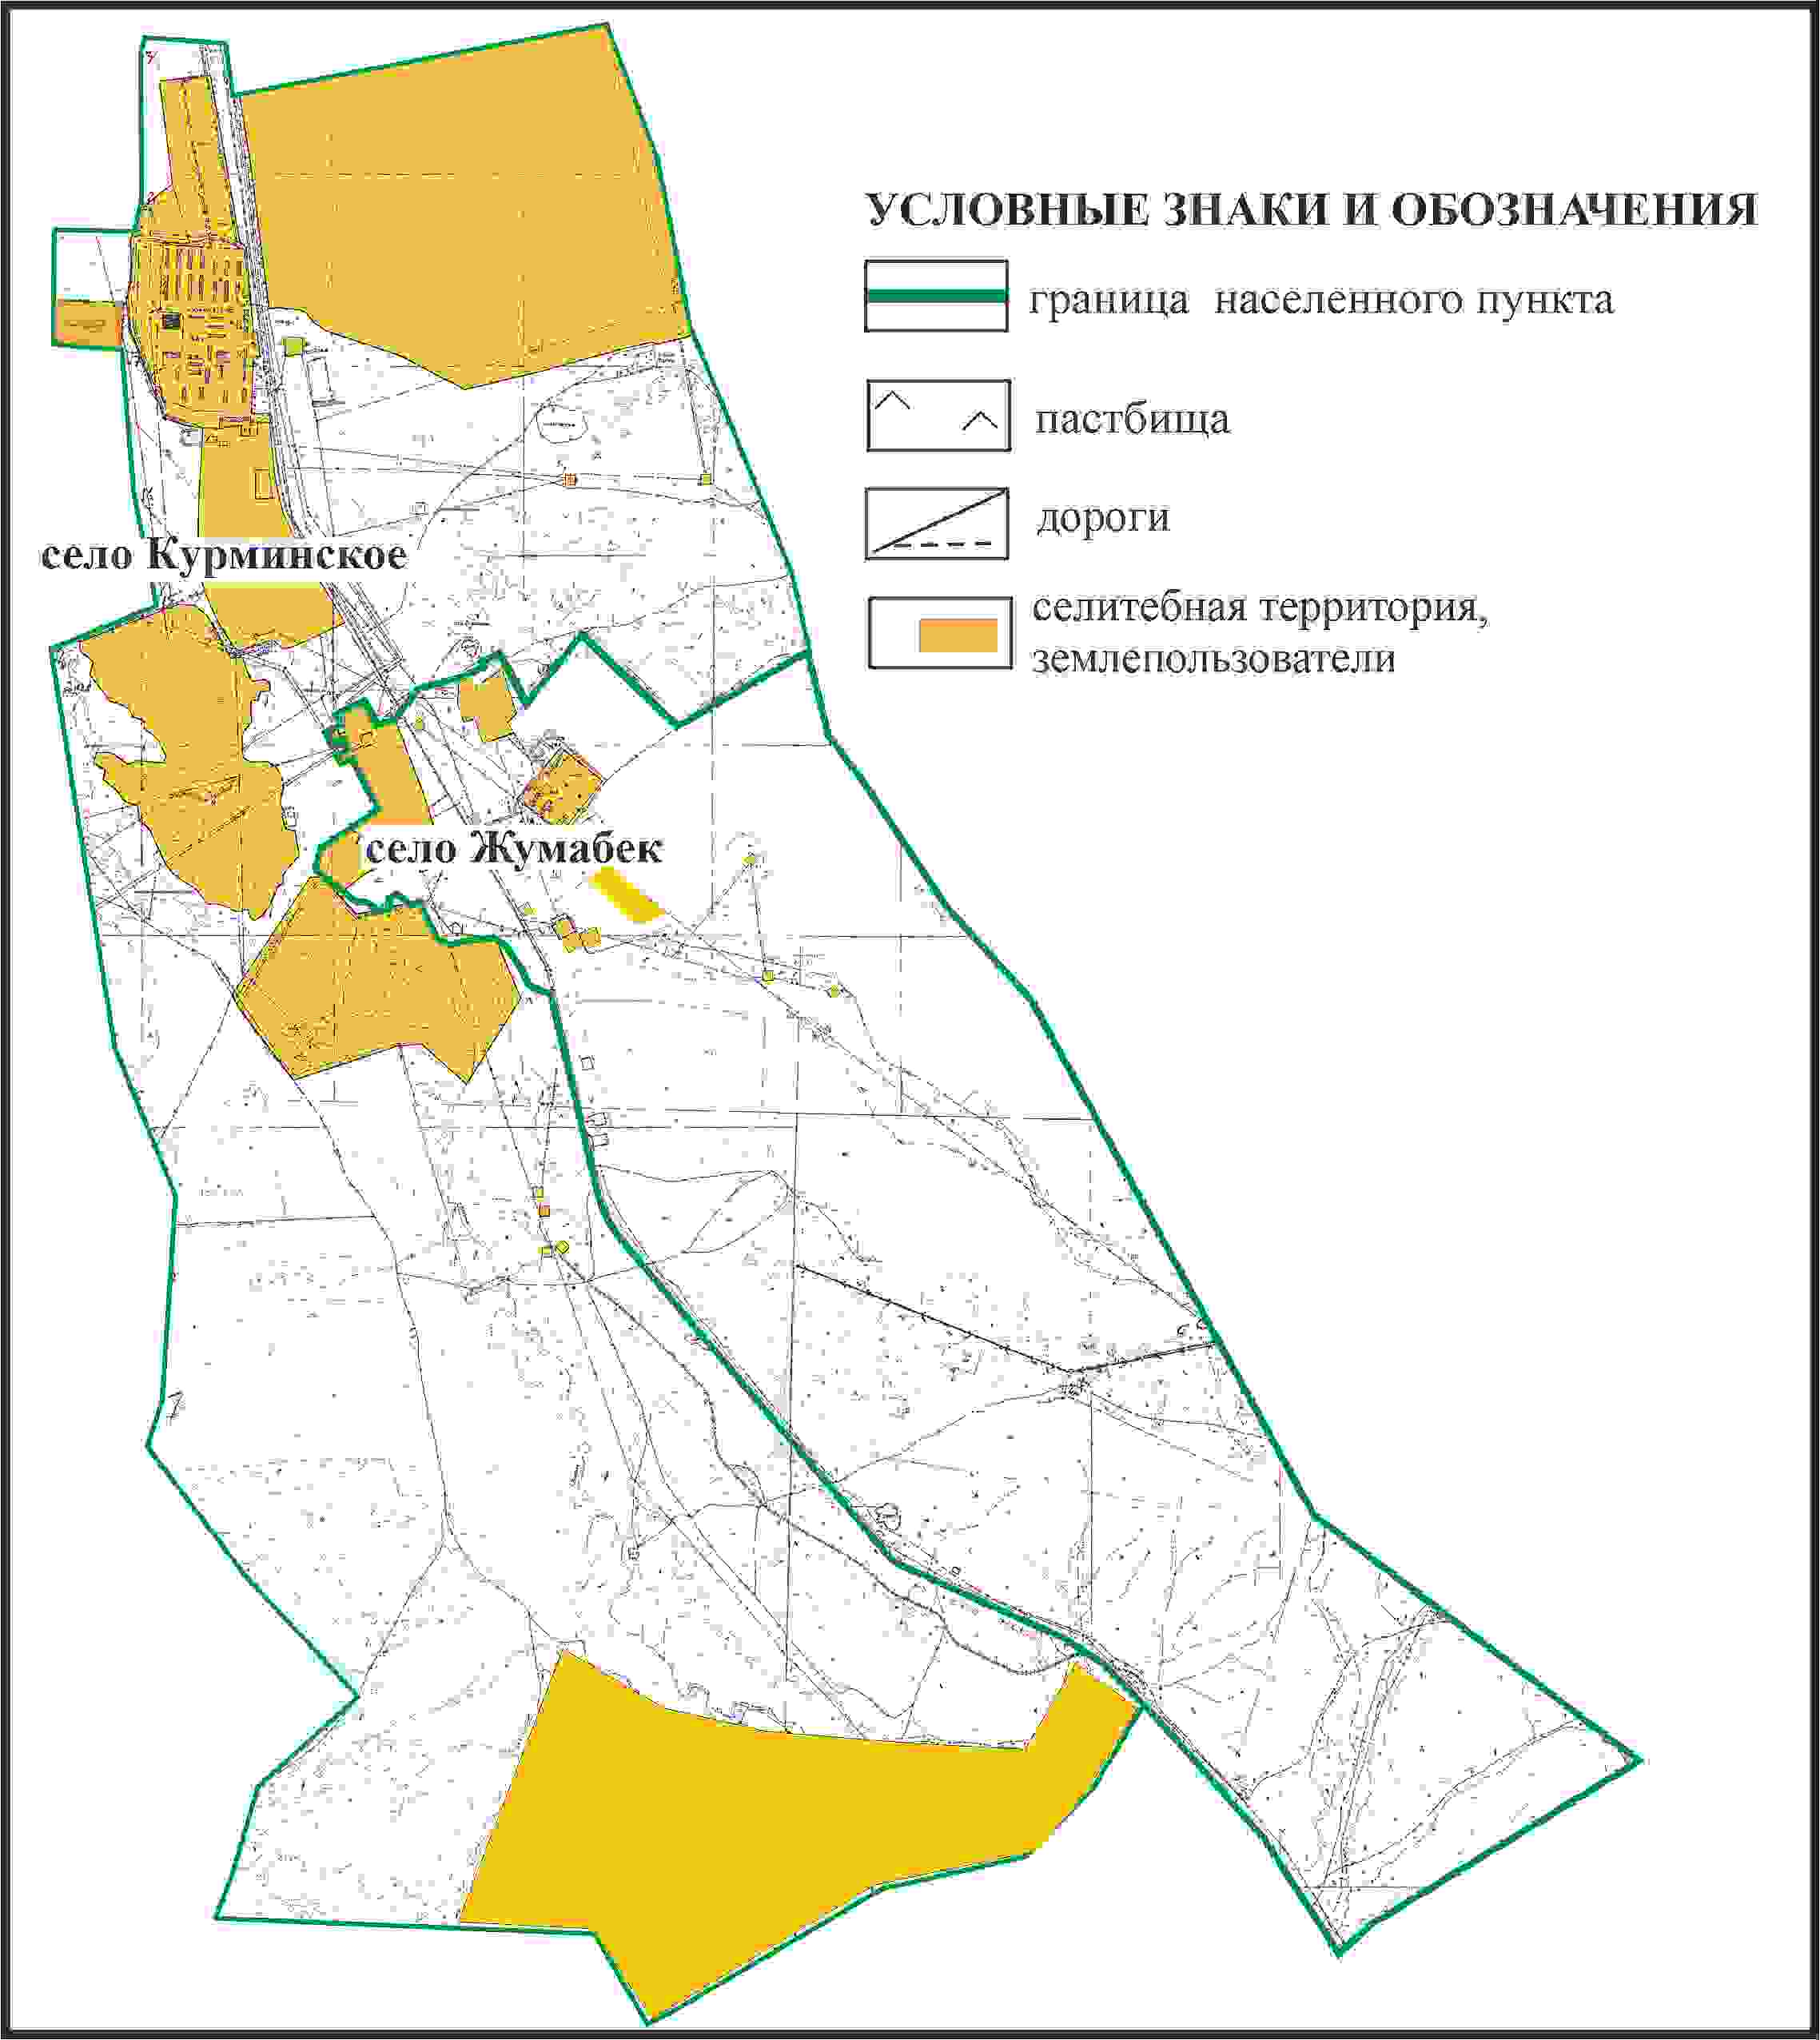 УСЛОВНЫЕ ЗНАКИ И ОБОЗНАЧЕНИЯ
граница населенного пункта
пастбища
дороги
селитебная территория,
землепользователи
село Курминское
село Жумабек